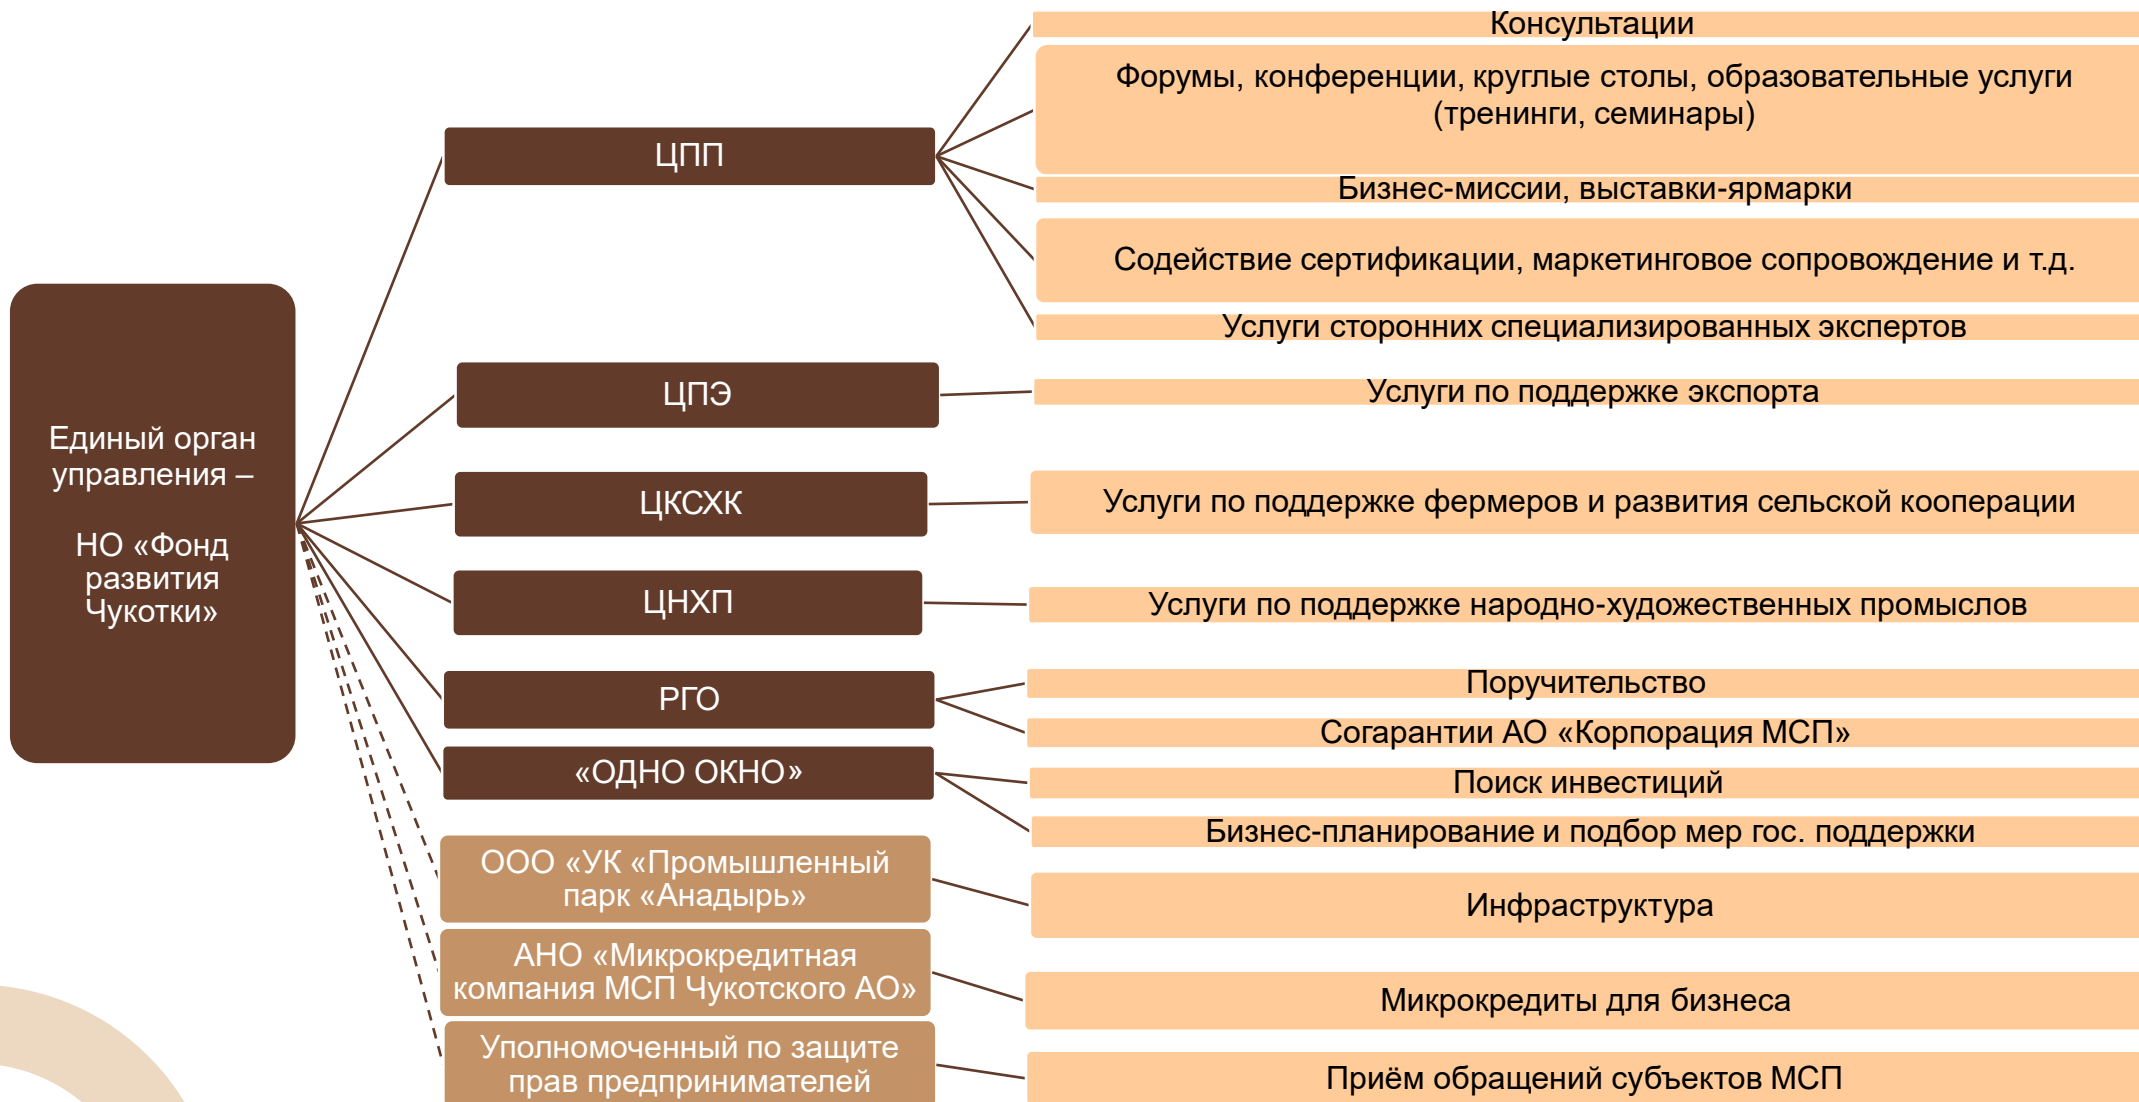 Единый орган
управления –
НО «Фонд
развития
Чукотки»
ЦПП
Консультации
Форумы, конференции, круглые столы, образовательные услуги
(тренинги, семинары)
Бизнес-миссии, выставки-ярмарки
Содействие сертификации, маркетинговое сопровождение и т.д.
Услуги сторонних специализированных экспертов
ЦПЭ
Услуги по поддержке экспорта
ЦКСХК
Услуги по поддержке фермеров и развития сельской кооперации
ЦНХП
Услуги по поддержке народно-художественных промыслов
РГО
Поручительство
Согарантии АО «Корпорация МСП»
«ОДНО ОКНО»
Поиск инвестиций
Бизнес-планирование и подбор мер гос. поддержки
ООО «УК «Промышленный
парк «Анадырь»
Инфраструктура
АНО «Микрокредитная
компания МСП Чукотского АО»
Микрокредиты для бизнеса
Уполномоченный по защите
прав предпринимателей
Приём обращений субъектов МСП